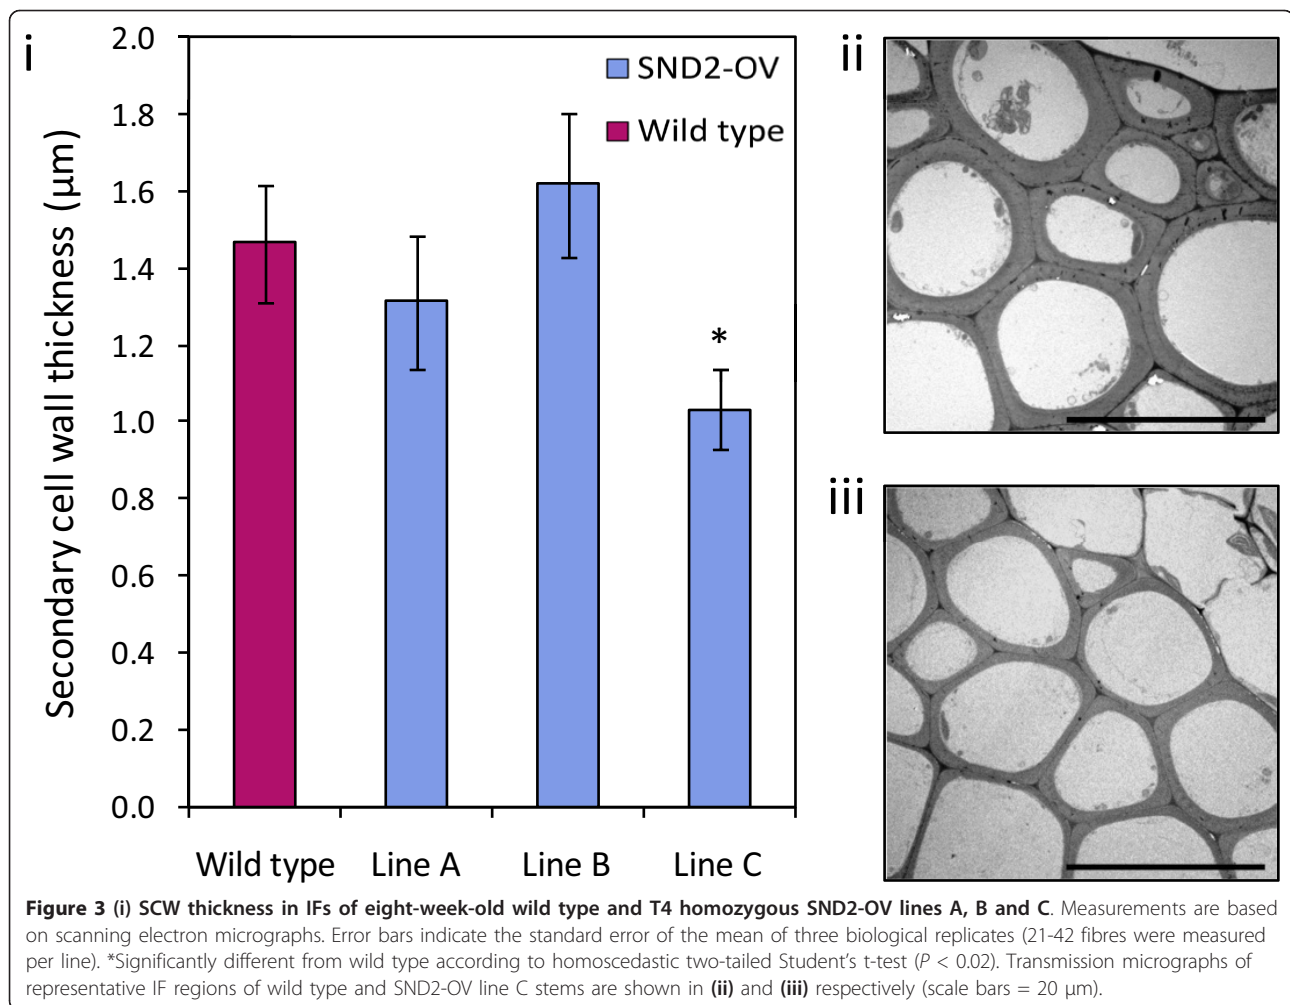 i
ii
iii
2.0
1.8
1.6
1.4
1.2
1.0
0.8
0.6
0.4
0.2
0.0
Secondary cell wall thickness (µm)
SND2-OV
Wild type
*
Wild type Line A Line B Line C
Figure 3 (i) SCW thickness in IFs of eight-week-old wild type and T4 homozygous SND2-OV lines A, B and C. Measurements are based
on scanning electron micrographs. Error bars indicate the standard error of the mean of three biological replicates (21-42 fibres were measured
per line). *Significantly different from wild type according to homoscedastic two-tailed Student's t-test (P < 0.02). Transmission micrographs of
representative IF regions of wild type and SND2-OV line C stems are shown in (ii) and (iii) respectively (scale bars = 20 µm).